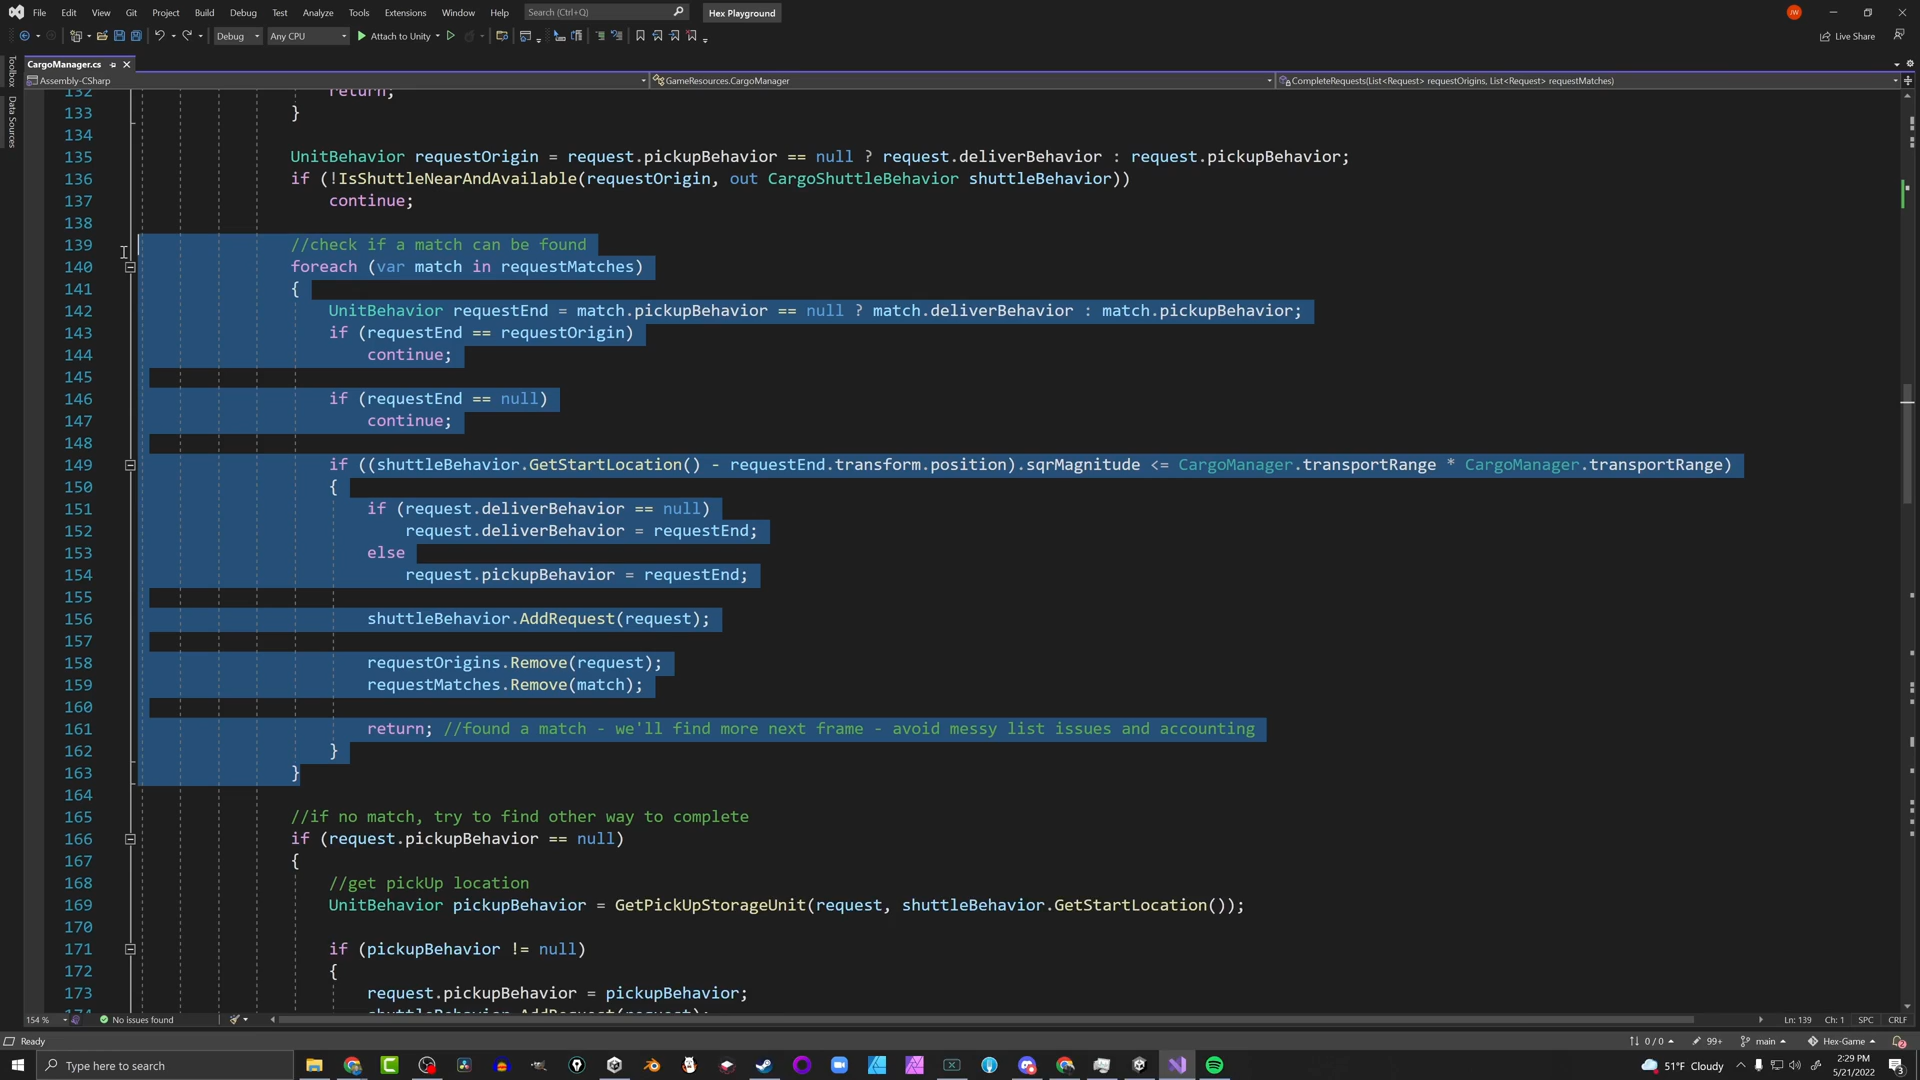 File Edit View Git Project Build Debug Test Analyze Tools Extensions Window Help Search (Ctrl+Q) Hex Playground JW
Debug Any CPU Attach to Unity Live Share
CargoManager.cs
Assembly-CSharp GameResources.CargoManager CompleteRequests(List<Request> requestOrigins, List<Request> requestMatches)
Toolbox
Data Sources
132 return;
133 }
134
135 UnitBehavior requestOrigin = request.pickupBehavior == null ? request.deliverBehavior : request.pickupBehavior;
136 if (!IsShuttleNearAndAvailable(requestOrigin, out CargoShuttleBehavior shuttleBehavior))
137 continue;
138
139 //check if a match can be found
140 foreach (var match in requestMatches)
141 {
142 UnitBehavior requestEnd = match.pickupBehavior == null ? match.deliverBehavior : match.pickupBehavior;
143 if (requestEnd == requestOrigin)
144 continue;
145
146 if (requestEnd == null)
147 continue;
148
149 if ((shuttleBehavior.GetStartLocation() - requestEnd.transform.position).sqrMagnitude <= CargoManager.transportRange * CargoManager.transportRange)
150 {
151 if (request.deliverBehavior == null)
152 request.deliverBehavior = requestEnd;
153 else
154 request.pickupBehavior = requestEnd;
155
156 shuttleBehavior.AddRequest(request);
157
158 requestOrigins.Remove(request);
159 requestMatches.Remove(match);
160
161 return; //found a match - we'll find more next frame - avoid messy list issues and accounting
162 }
163 }
164
165 //if no match, try to find other way to complete
166 if (request.pickupBehavior == null)
167 {
168 //get pickUp location
169 UnitBehavior pickupBehavior = GetPickUpStorageUnit(request, shuttleBehavior.GetStartLocation());
170
171 if (pickupBehavior != null)
172 {
173 request.pickupBehavior = pickupBehavior;
174 shuttleBehavior.AddRequest(request);
154 % No issues found Ln: 139 Ch: 1 SPC CRLF
Ready 0 / 0 99+ main Hex-Game 2
Type here to search 51°F Cloudy 2:29 PM
5/21/2022 3